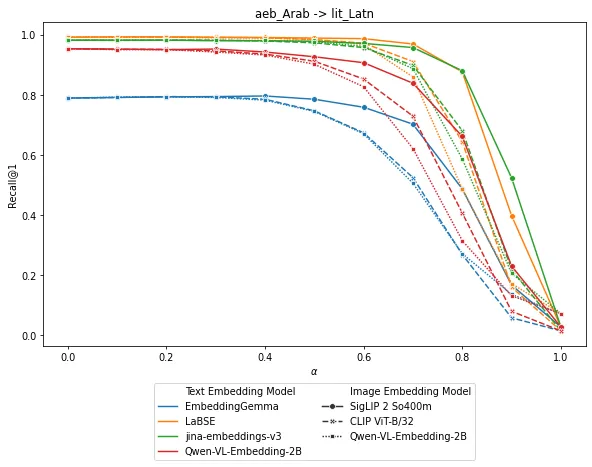 aeb_Arab -> lit_Latn
Recall@1
1.0
0.8
0.6
0.4
0.2
0.0
0.0 0.2 0.4 0.6 0.8 1.0
α
Text Embedding Model
EmbeddingGemma
LaBSE
jina-embeddings-v3
Qwen-VL-Embedding-2B
Image Embedding Model
SigLIP 2 So400m
CLIP ViT-B/32
Qwen-VL-Embedding-2B